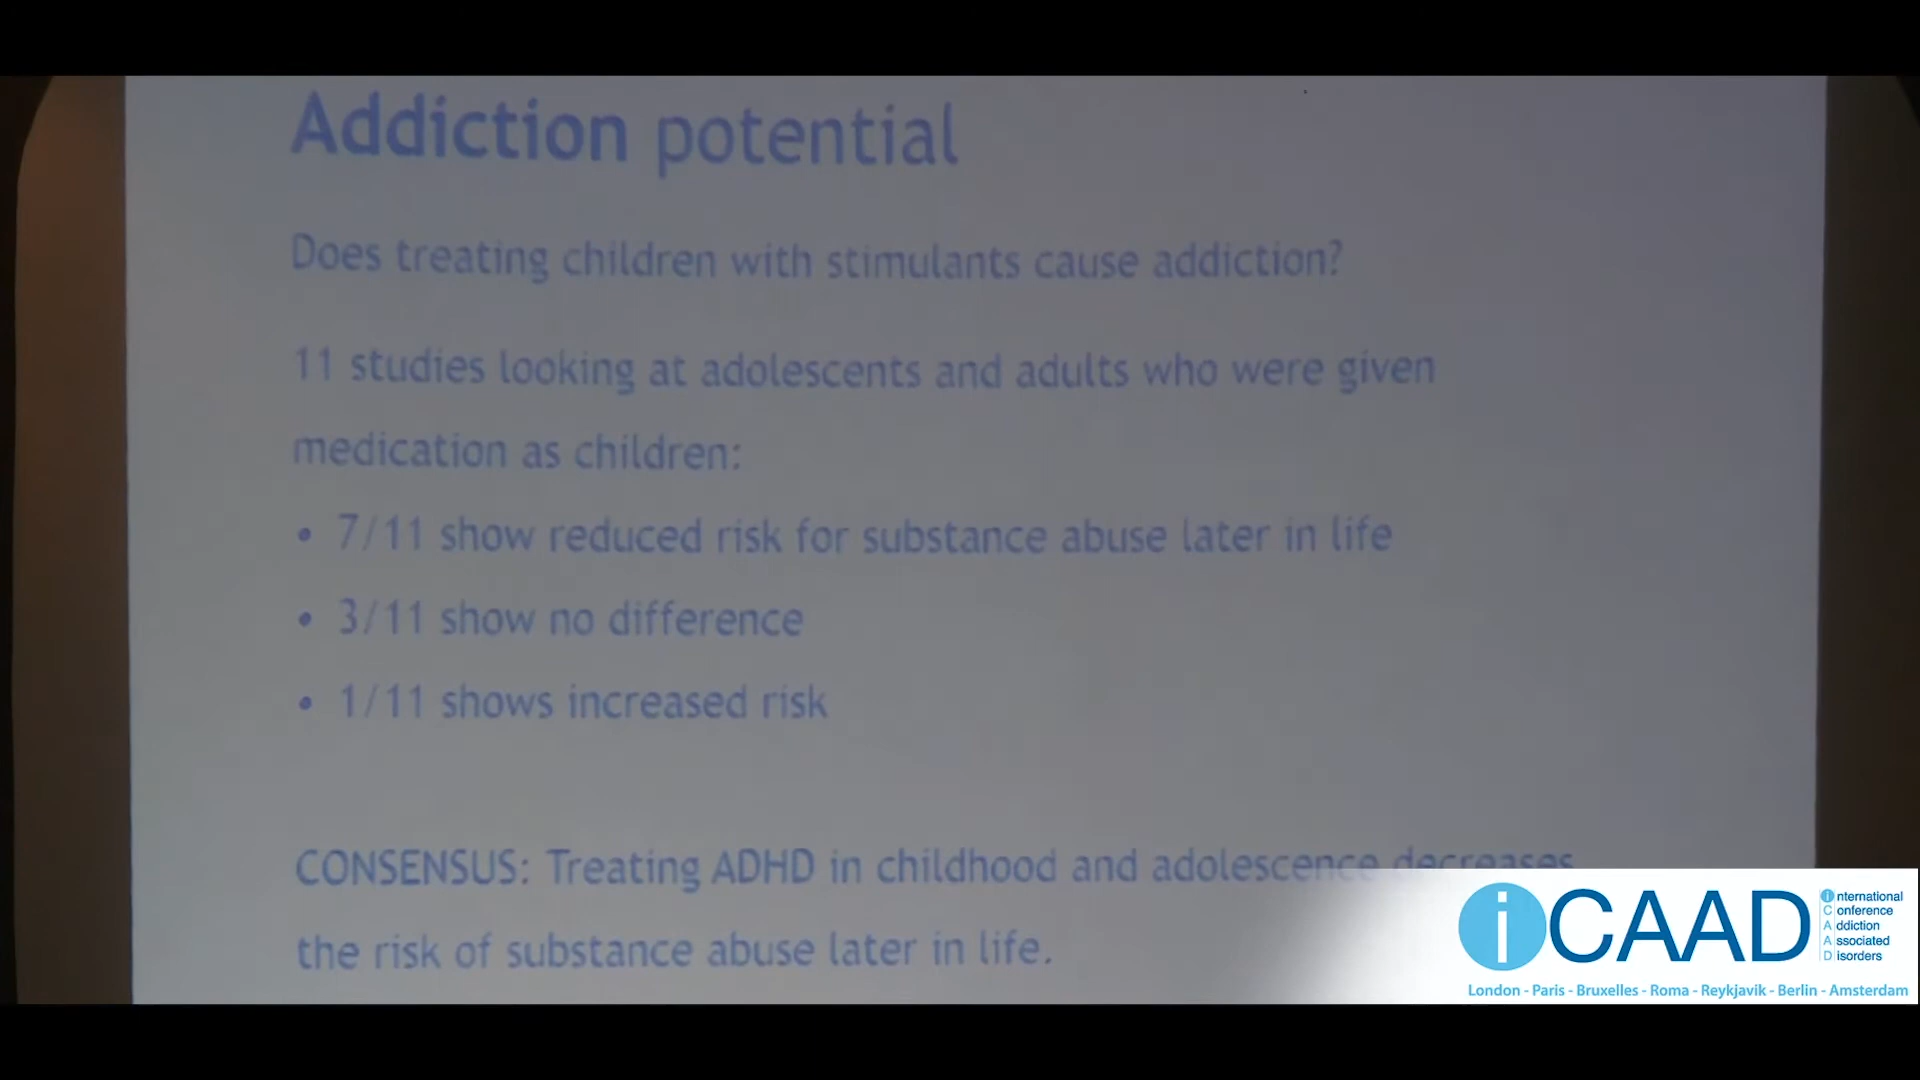 Addiction potential
Does treating children with stimulants cause addiction?
11 studies looking at adolescents and adults who were given
medication as children:
• 7/11 show reduced risk for substance abuse later in life
• 3/11 show no difference
• 1/11 shows increased risk
CONSENSUS: Treating ADHD in childhood and adolescence decreases
the risk of substance abuse later in life.
iCAAD
international
Conference
Addiction
Associated
Disorders
London - Paris - Bruxelles - Roma - Reykjavik - Berlin - Amsterdam